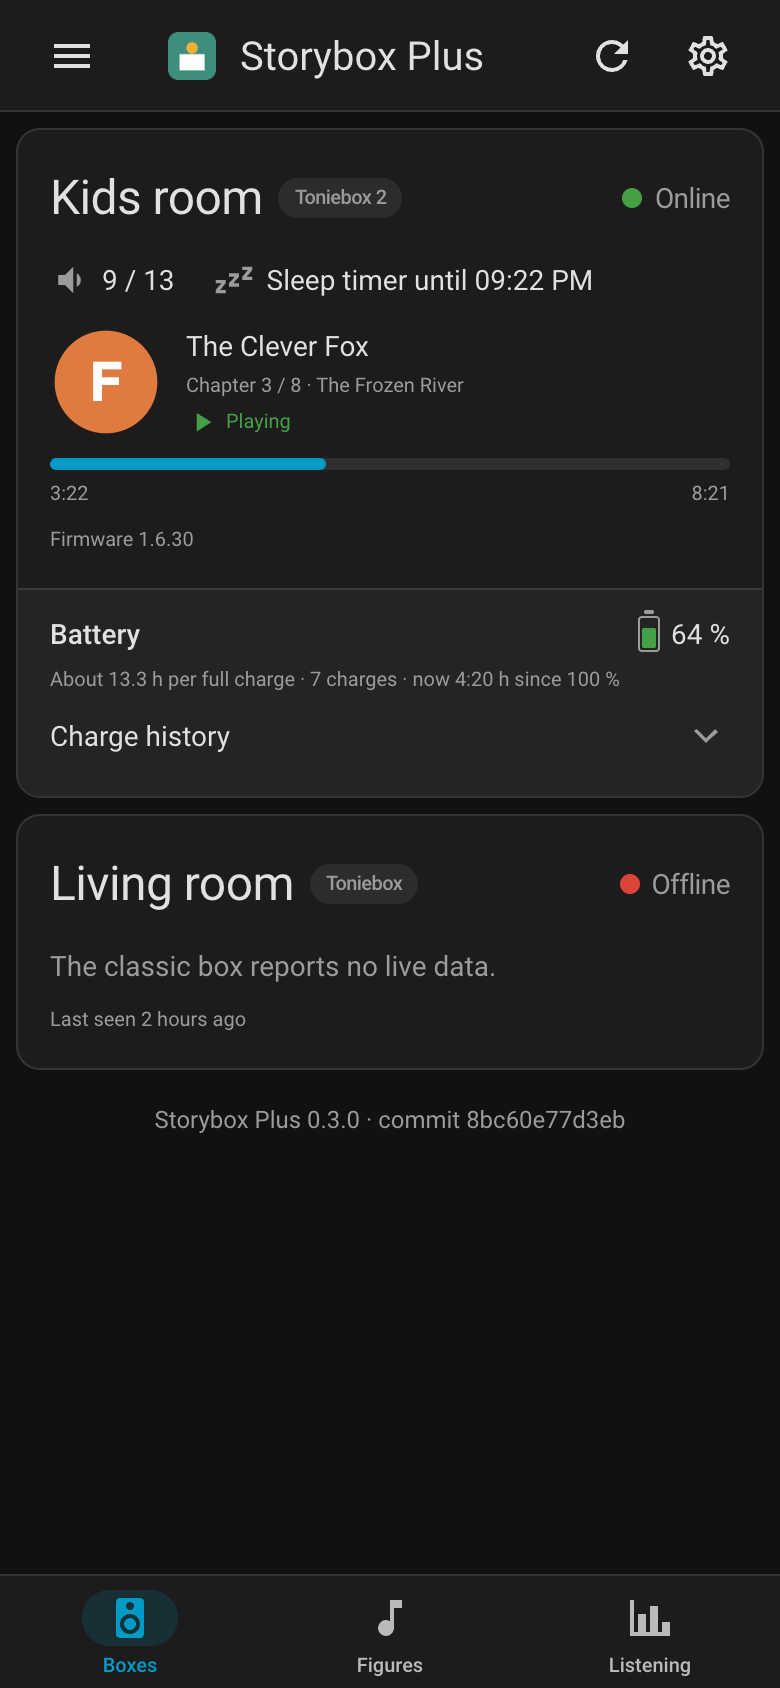 Storybox Plus
Kids room Toniebox 2 Online
9 / 13 zzz Sleep timer until 09:22 PM
F
The Clever Fox
Chapter 3 / 8 · The Frozen River
Playing
3:22 8:21
Firmware 1.6.30
Battery 64 %
About 13.3 h per full charge · 7 charges · now 4:20 h since 100 %
Charge history
Living room Toniebox Offline
The classic box reports no live data.
Last seen 2 hours ago
Storybox Plus 0.3.0 · commit 8bc60e77d3eb
Boxes Figures Listening